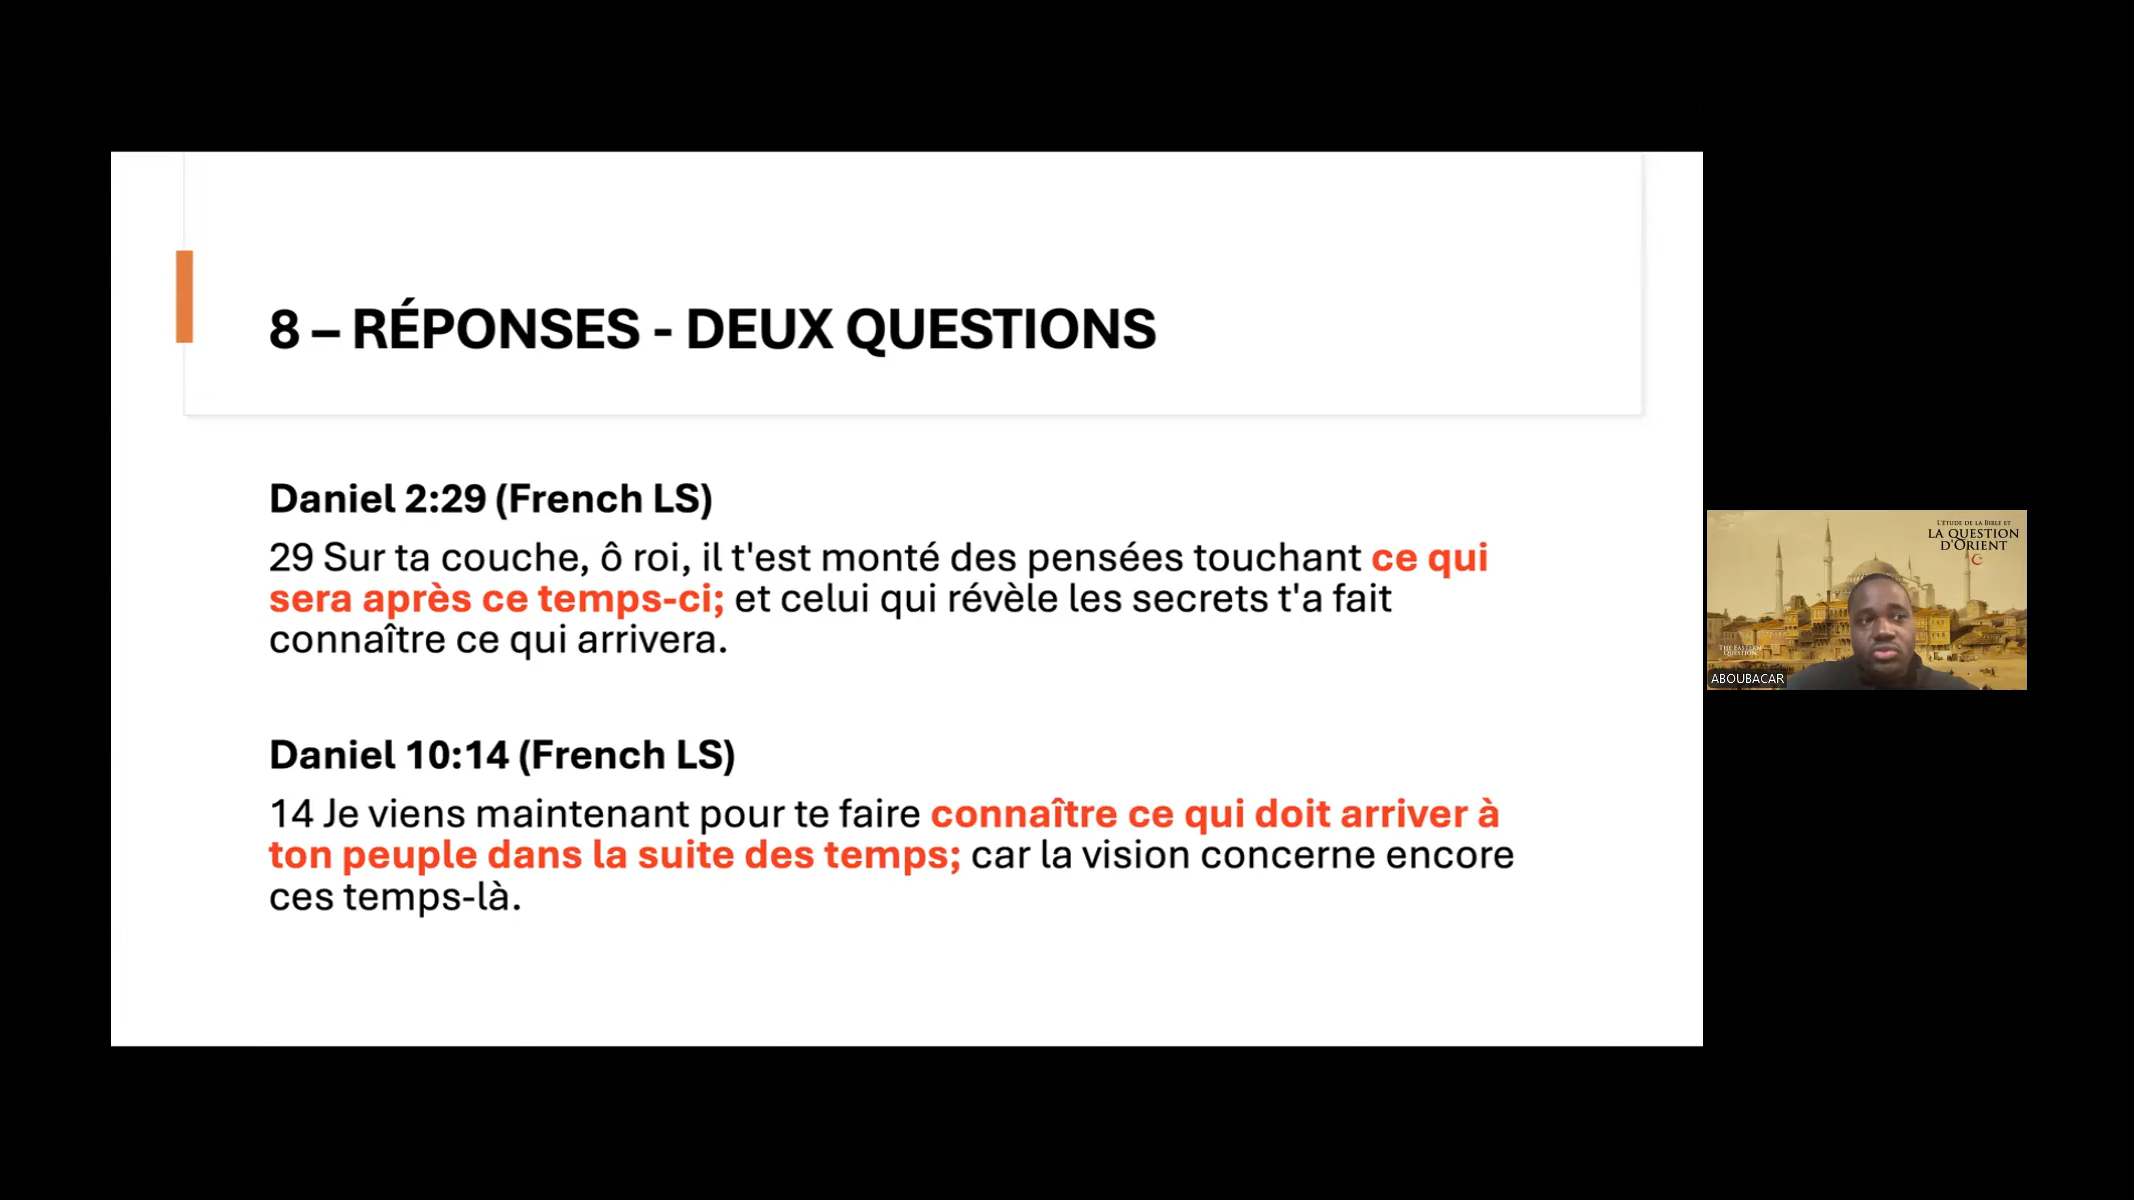 8 – RÉPONSES - DEUX QUESTIONS
Daniel 2:29 (French LS)
29 Sur ta couche, ô roi, il t'est monté des pensées touchant ce qui
sera après ce temps-ci; et celui qui révèle les secrets t'a fait
connaître ce qui arrivera.
Daniel 10:14 (French LS)
14 Je viens maintenant pour te faire connaître ce qui doit arriver à
ton peuple dans la suite des temps; car la vision concerne encore
ces temps-là.
L'étude de la Bible et
LA QUESTION
D'ORIENT
THE EASTERN
QUESTION
ABOUBACAR